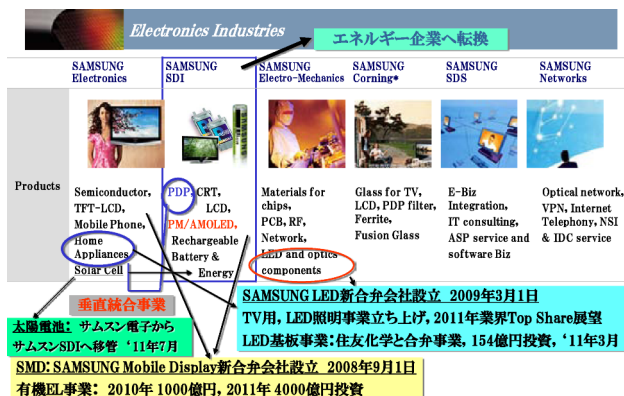 Electronics Industries
エネルギー企業へ転換
SAMSUNG
Electronics
SAMSUNG
SDI
SAMSUNG
Electro-Mechanics
SAMSUNG
Corning*
SAMSUNG
SDS
SAMSUNG
Networks
Products
Semiconductor,
TFT-LCD,
Mobile Phone,
Home
Appliances
Solar Cell
PDP, CRT,
LCD,
PM/AMOLED,
Rechargeable
Battery &
Energy
Materials for
chips,
PCB, RF,
Network,
LED and optics
components
Glass for TV,
LCD, PDP filter,
Ferrite,
Fusion Glass
E-Biz
Integration,
IT consulting,
ASP service and
software Biz
Optical network,
VPN, Internet
Telephony, NSI
& IDC service
垂直統合事業
SAMSUNG LED新合弁会社設立 2009年3月1日
TV用，LED照明事業立ち上げ，2011年業界Top Share展望
LED基板事業：住友化学と合弁事業，154億円投資，‘11年3月
太陽電池： サムスン電子から
サムスンSDIへ移管 ‘11年7月
SMD: SAMSUNG Mobile Display新合弁会社設立 2008年9月1日
有機EL事業： 2010年 1000億円，2011年 4000億円投資